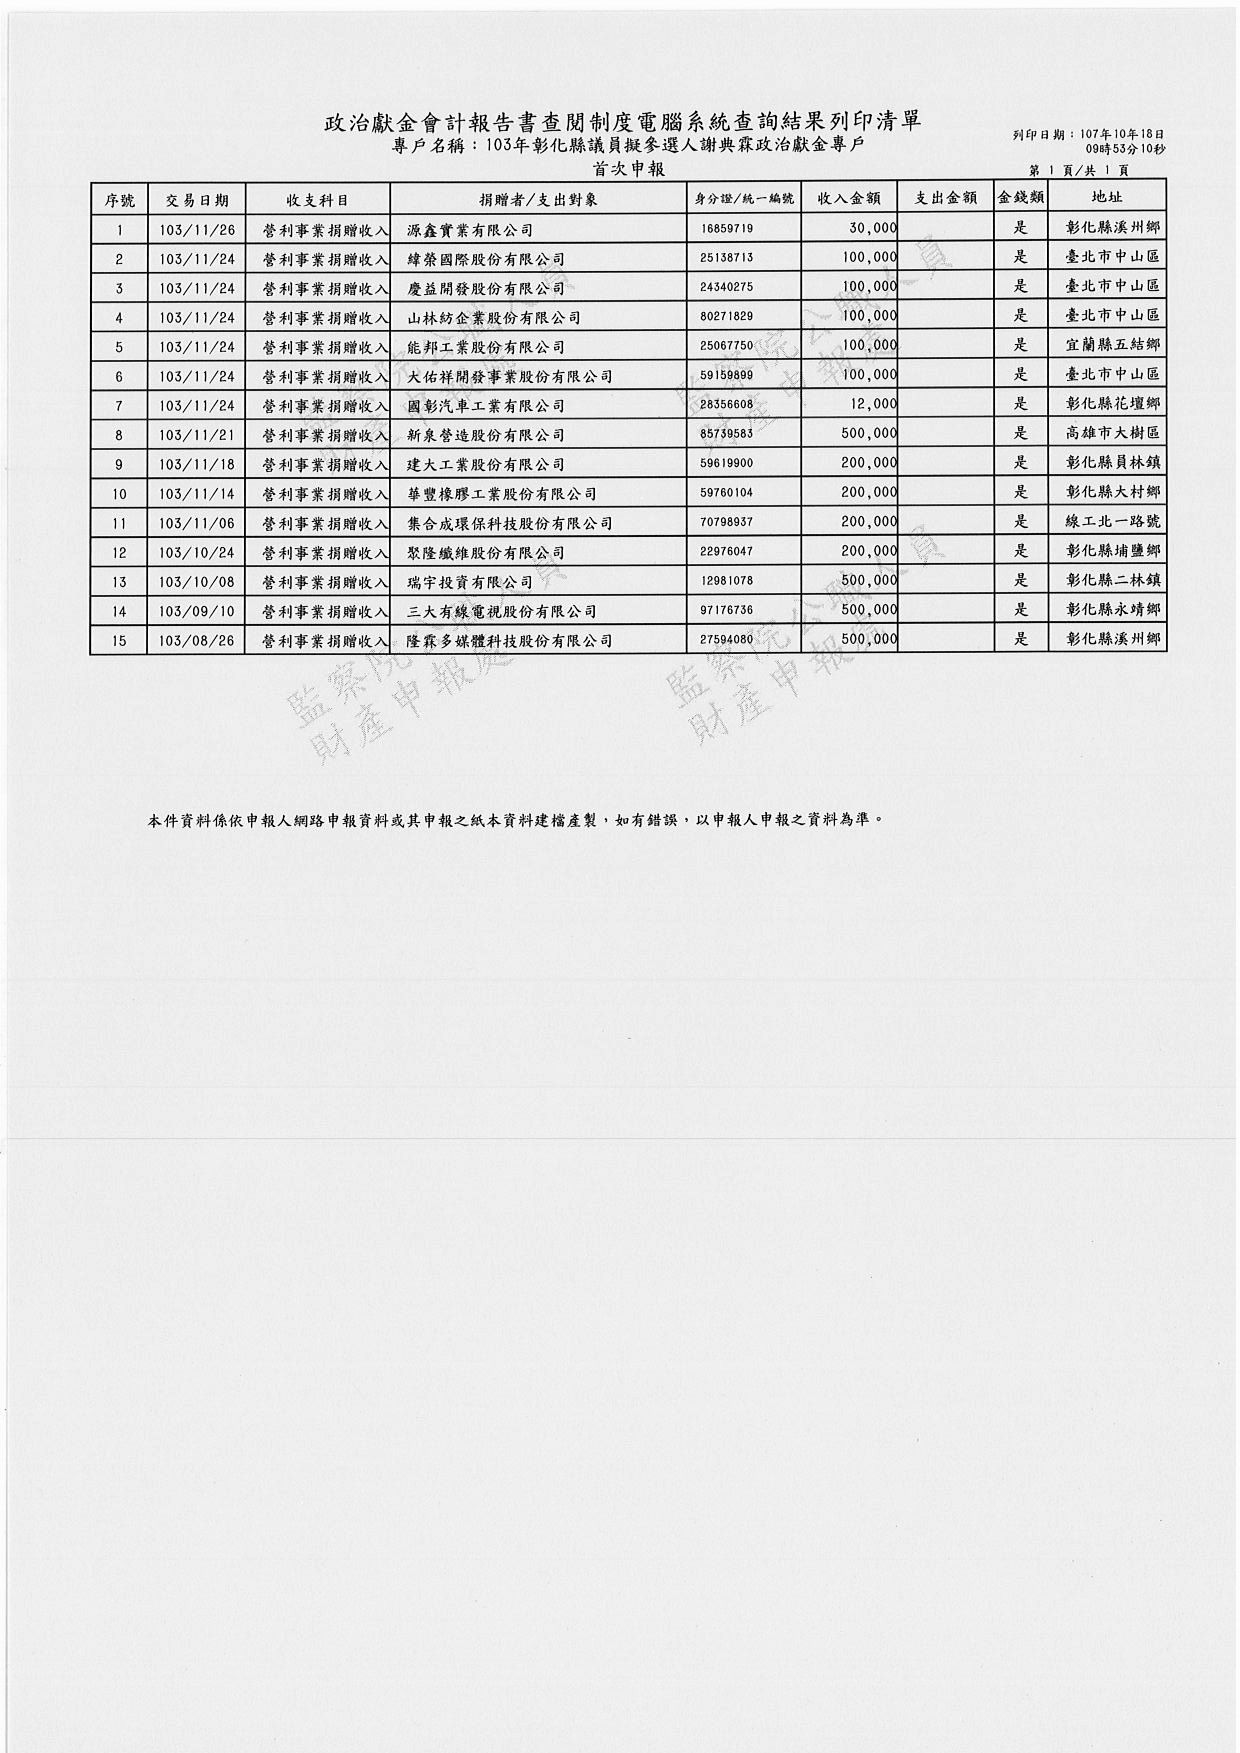 政治獻金會計報告書查閱制度電腦系統查詢結果列印清單
專戶名稱：103年彰化縣議員擬參選人謝典霖政治獻金專戶
首次申報
列印日期：107年10年18日
09時53分10秒
第 1 頁/共 1 頁
序號 交易日期 收支科目 捐贈者/支出對象 身分證/統一編號 收入金額 支出金額 金錢類 地址
1 103/11/26 營利事業捐贈收入 源鑫實業有限公司 16859719 30,000 是 彰化縣溪州鄉
2 103/11/24 營利事業捐贈收入 緯榮國際股份有限公司 25138713 100,000 是 臺北市中山區
3 103/11/24 營利事業捐贈收入 慶益開發股份有限公司 24340275 100,000 是 臺北市中山區
4 103/11/24 營利事業捐贈收入 山林紡企業股份有限公司 80271829 100,000 是 臺北市中山區
5 103/11/24 營利事業捐贈收入 能邦工業股份有限公司 25067750 100,000 是 宜蘭縣五結鄉
6 103/11/24 營利事業捐贈收入 大佑祥開發事業股份有限公司 59159899 100,000 是 臺北市中山區
7 103/11/24 營利事業捐贈收入 國彰汽車工業有限公司 28356608 12,000 是 彰化縣花壇鄉
8 103/11/21 營利事業捐贈收入 新泉營造股份有限公司 85739583 500,000 是 高雄市大樹區
9 103/11/18 營利事業捐贈收入 建大工業股份有限公司 59619900 200,000 是 彰化縣員林鎮
10 103/11/14 營利事業捐贈收入 華豐橡膠工業股份有限公司 59760104 200,000 是 彰化縣大村鄉
11 103/11/06 營利事業捐贈收入 集合成環保科技股份有限公司 70798937 200,000 是 線工北一路號
12 103/10/24 營利事業捐贈收入 聚隆纖維股份有限公司 22976047 200,000 是 彰化縣埔鹽鄉
13 103/10/08 營利事業捐贈收入 瑞宇投資有限公司 12981078 500,000 是 彰化縣二林鎮
14 103/09/10 營利事業捐贈收入 三大有線電視股份有限公司 97176736 500,000 是 彰化縣永靖鄉
15 103/08/26 營利事業捐贈收入 隆霖多媒體科技股份有限公司 27594080 500,000 是 彰化縣溪州鄉
監察院公職人員
財產申報處
監察院公職人員
財產申報處
監察院公職人員
財產申報處
監察院公職人員
財產申報處
本件資料係依申報人網路申報資料或其申報之紙本資料建檔產製，如有錯誤，以申報人申報之資料為準。